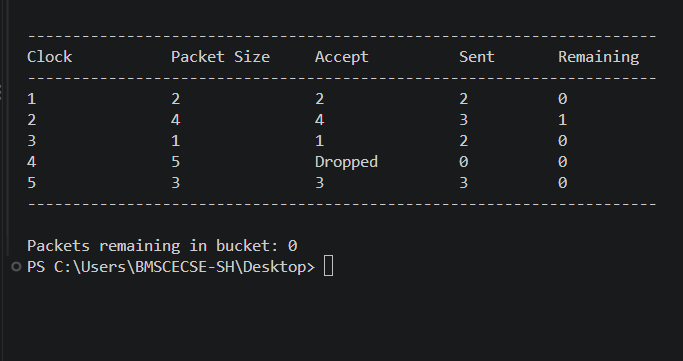 ----------------------------------------------------------------------
Clock           Packet Size     Accept          Sent       Remaining
----------------------------------------------------------------------
1               2               2               2          0
2               4               4               3          1
3               1               1               2          0
4               5               Dropped         0          0
5               3               3               3          0
----------------------------------------------------------------------
Packets remaining in bucket: 0
PS C:\Users\BMSCECSE-SH\Desktop>